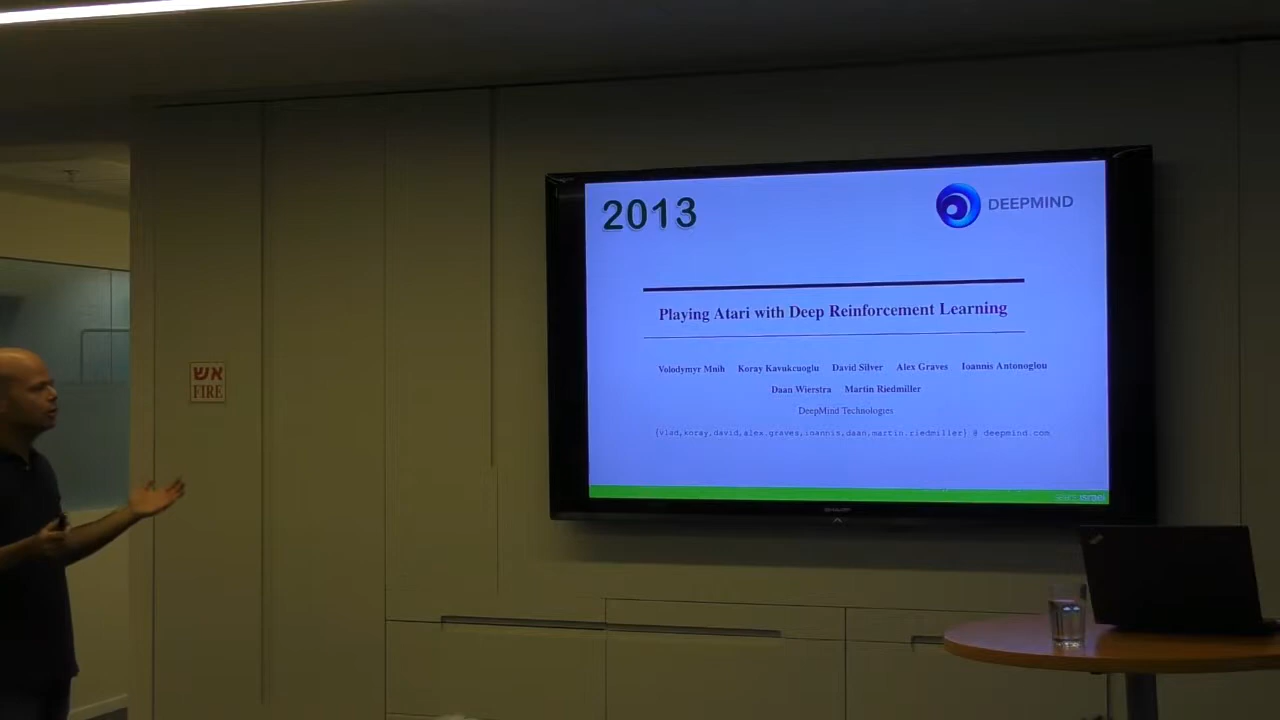 2013
DEEPMIND
Playing Atari with Deep Reinforcement Learning
Volodymyr Mnih Koray Kavukcuoglu David Silver Alex Graves Ioannis Antonoglou
Daan Wierstra Martin Riedmiller
DeepMind Technologies
{vlad,koray,david,alex.graves,ioannis,daan,martin.riedmiller} @ deepmind.com
אש
FIRE
SHARP